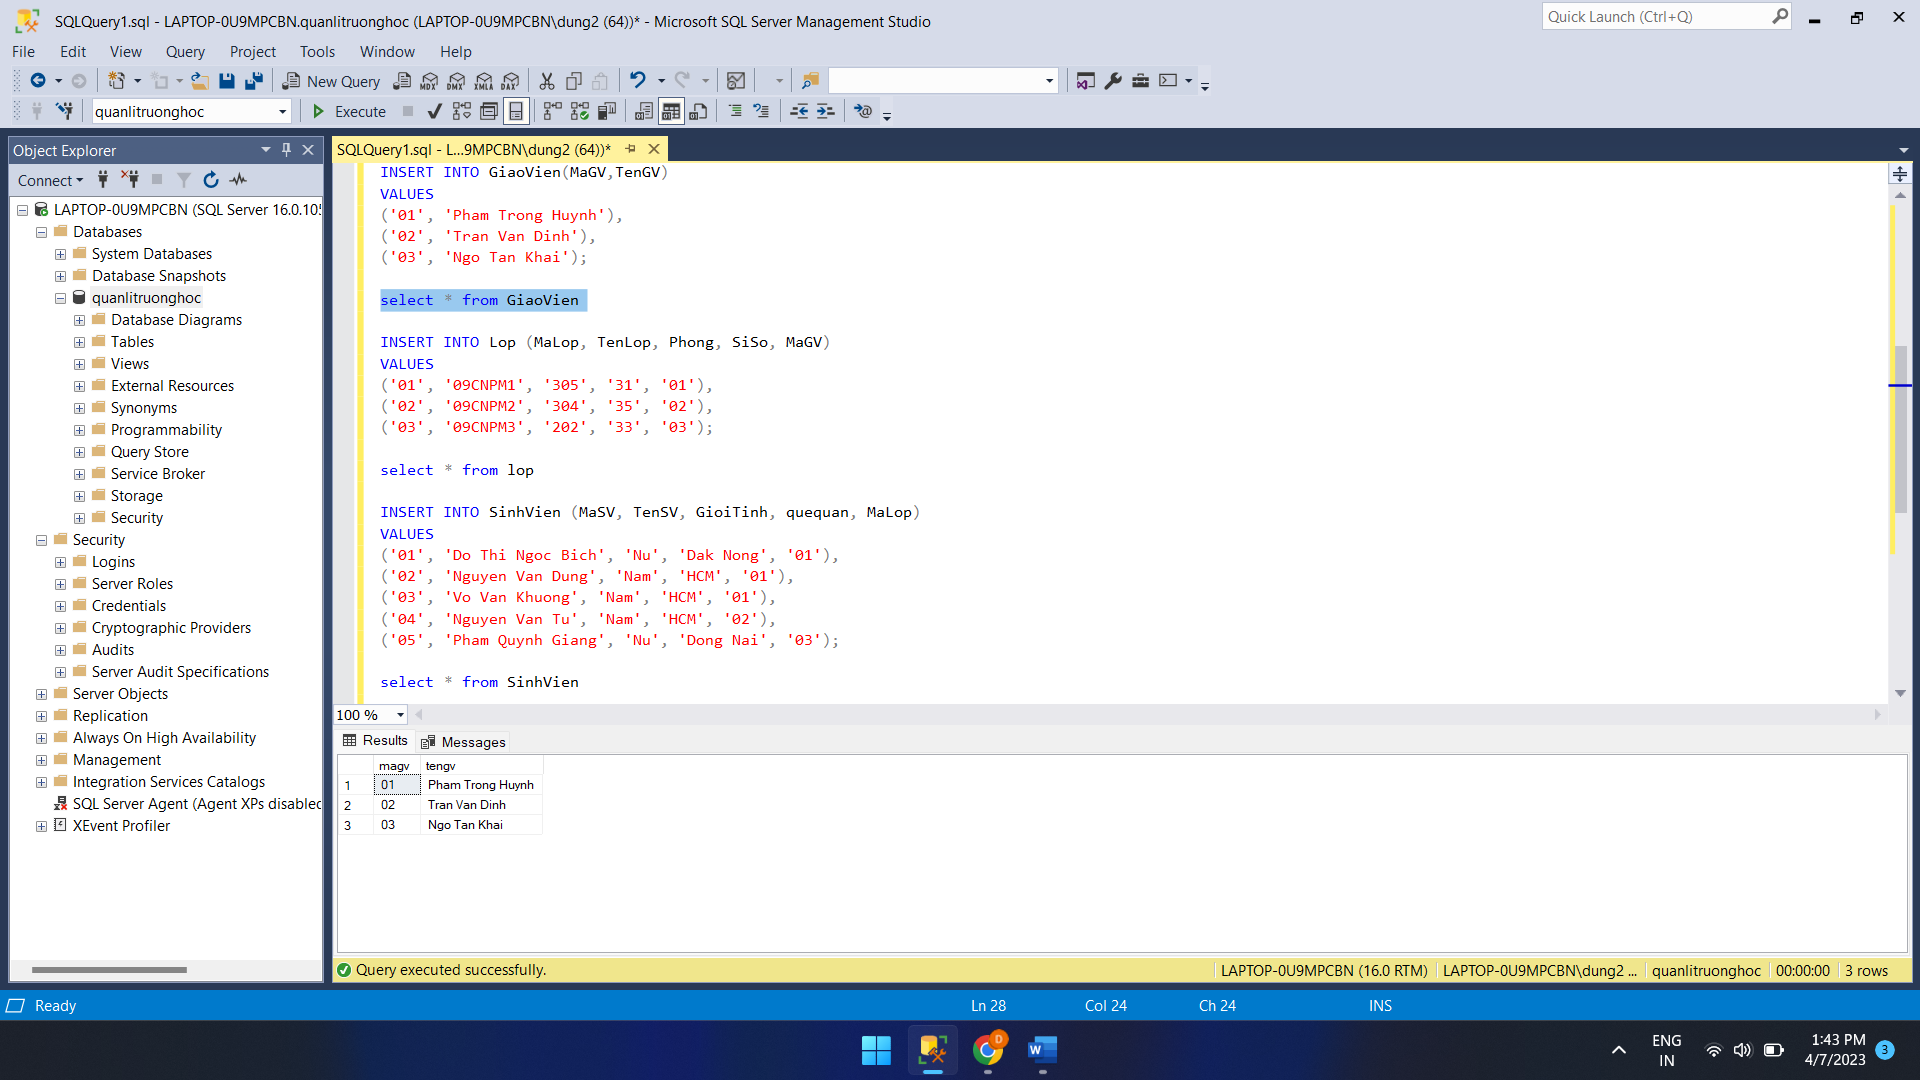 SQLQuery1.sql - LAPTOP-0U9MPCBN.quanlitruonghoc (LAPTOP-0U9MPCBN\dung2 (64))* - Microsoft SQL Server Management Studio
Quick Launch (Ctrl+Q)
File Edit View Query Project Tools Window Help
New Query MDX DMX XMLA DAX
quanlitruonghoc Execute
Object Explorer
Connect
LAPTOP-0U9MPCBN (SQL Server 16.0.105
Databases
System Databases
Database Snapshots
quanlitruonghoc
Database Diagrams
Tables
Views
External Resources
Synonyms
Programmability
Query Store
Service Broker
Storage
Security
Security
Logins
Server Roles
Credentials
Cryptographic Providers
Audits
Server Audit Specifications
Server Objects
Replication
Always On High Availability
Management
Integration Services Catalogs
SQL Server Agent (Agent XPs disabled
XEvent Profiler
SQLQuery1.sql - L...9MPCBN\dung2 (64))*
INSERT INTO GiaoVien(MaGV,TenGV)
VALUES
('01', 'Pham Trong Huynh'),
('02', 'Tran Van Dinh'),
('03', 'Ngo Tan Khai');
select * from GiaoVien
INSERT INTO Lop (MaLop, TenLop, Phong, SiSo, MaGV)
VALUES
('01', '09CNPM1', '305', '31', '01'),
('02', '09CNPM2', '304', '35', '02'),
('03', '09CNPM3', '202', '33', '03');
select * from lop
INSERT INTO SinhVien (MaSV, TenSV, GioiTinh, quequan, MaLop)
VALUES
('01', 'Do Thi Ngoc Bich', 'Nu', 'Dak Nong', '01'),
('02', 'Nguyen Van Dung', 'Nam', 'HCM', '01'),
('03', 'Vo Van Khuong', 'Nam', 'HCM', '01'),
('04', 'Nguyen Van Tu', 'Nam', 'HCM', '02'),
('05', 'Pham Quynh Giang', 'Nu', 'Dong Nai', '03');
select * from SinhVien
100 %
Results Messages
magv tengv
1 01 Pham Trong Huynh
2 02 Tran Van Dinh
3 03 Ngo Tan Khai
Query executed successfully. LAPTOP-0U9MPCBN (16.0 RTM) LAPTOP-0U9MPCBN\dung2 ... quanlitruonghoc 00:00:00 3 rows
Ready Ln 28 Col 24 Ch 24 INS
D
W
ENG
IN
1:43 PM
4/7/2023
3